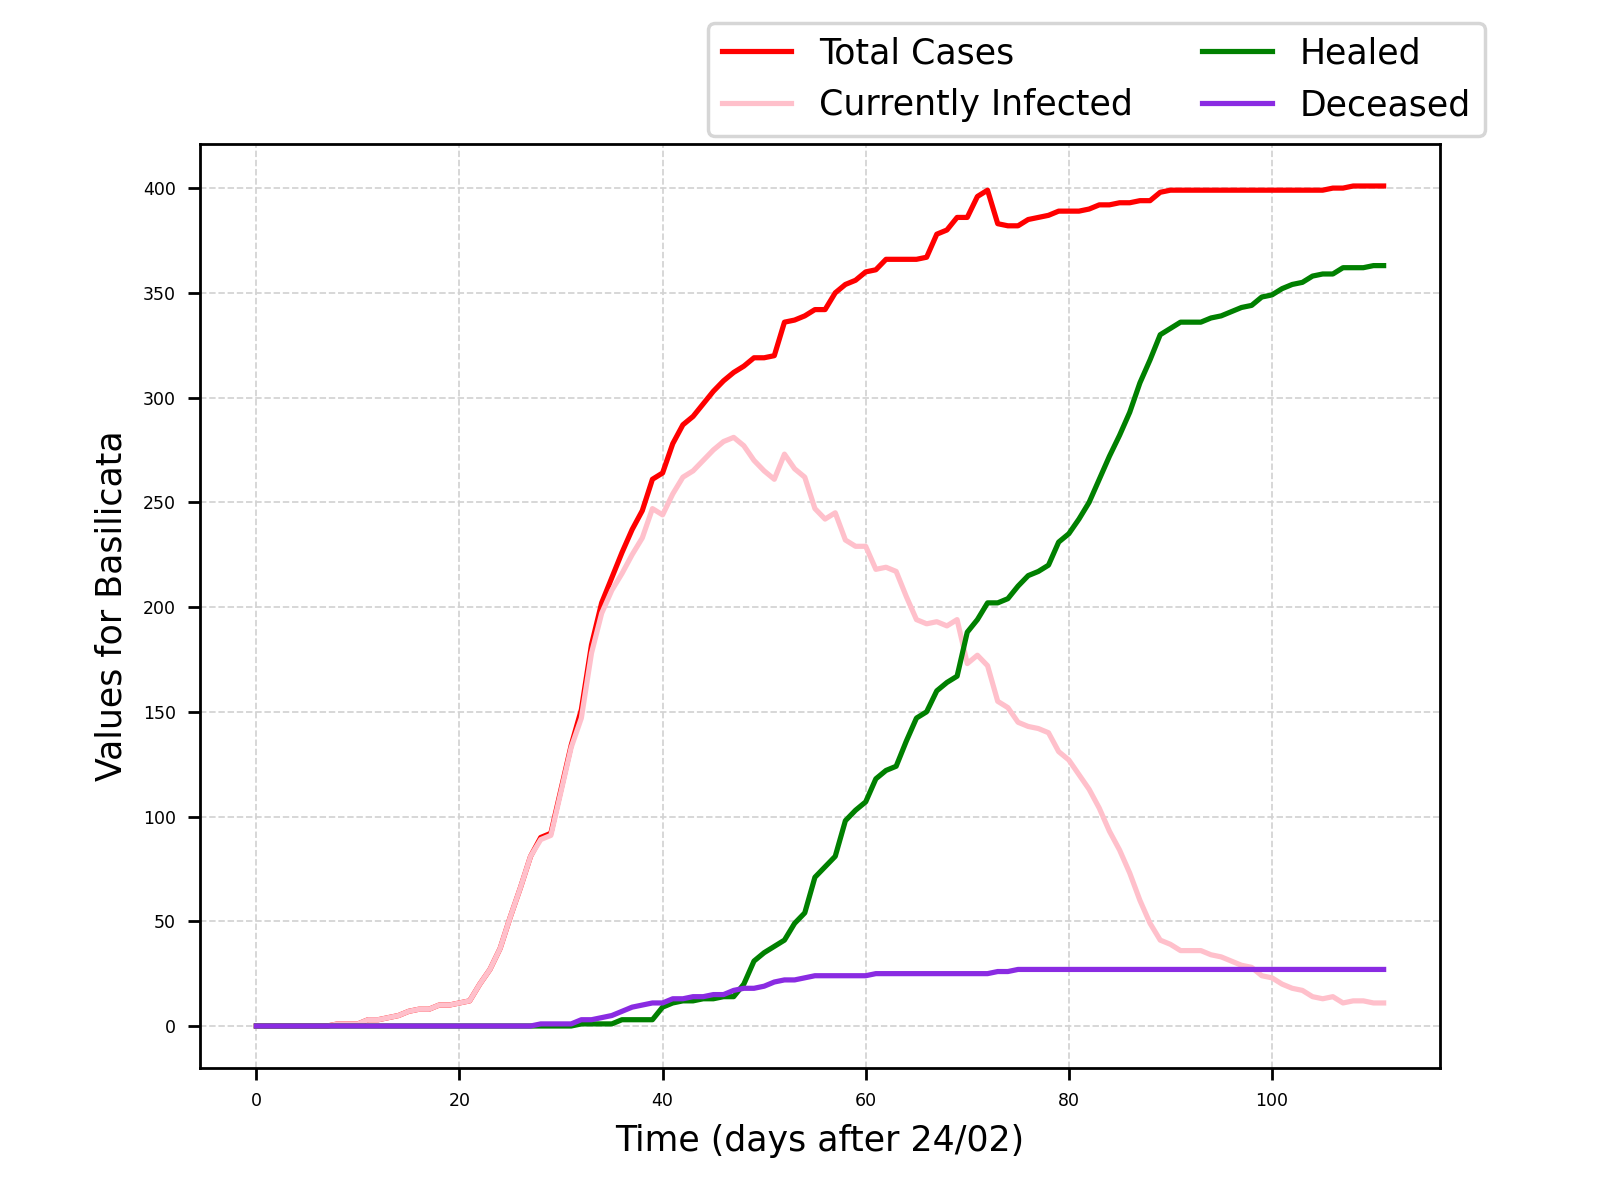 Total Cases
Currently Infected
Healed
Deceased
Values for Basilicata
400
350
300
250
200
150
100
50
0
0 20 40 60 80 100
Time (days after 24/02)